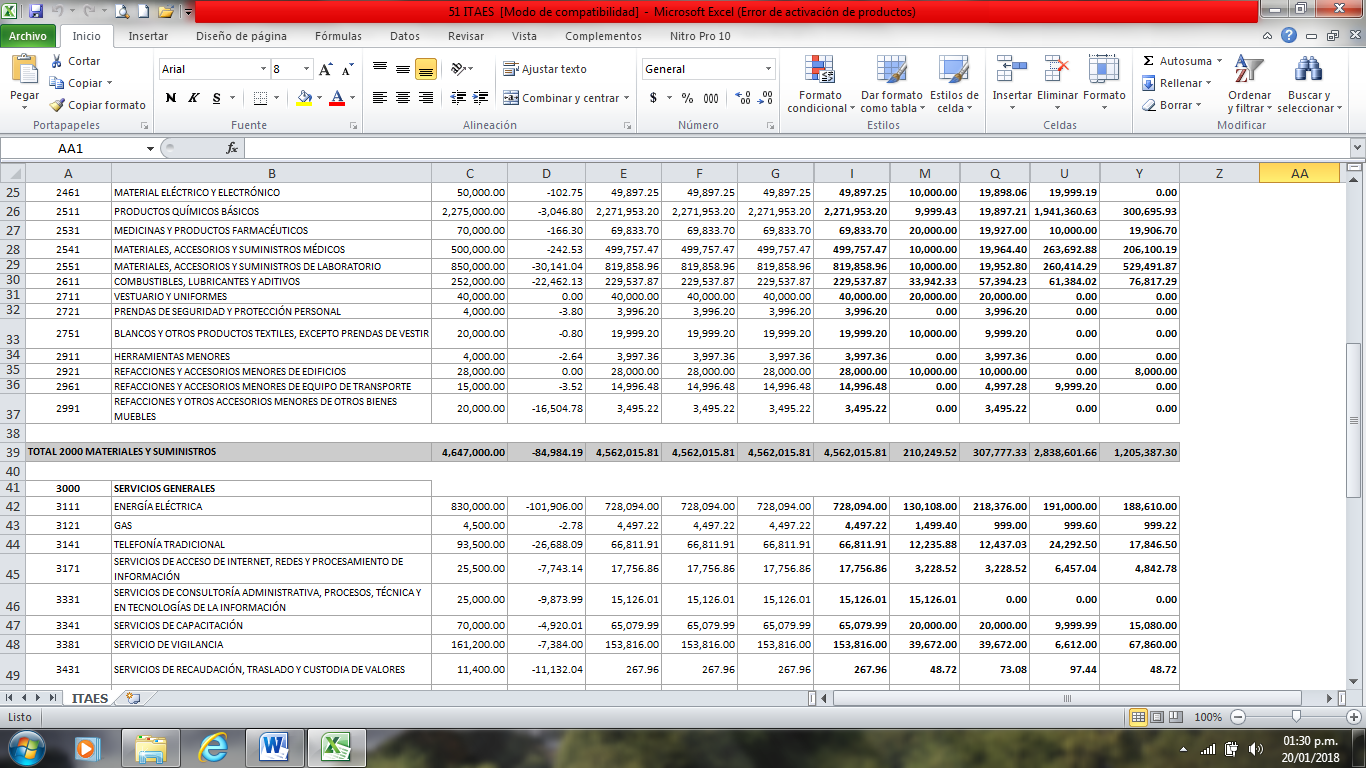 51 ITAES [Modo de compatibilidad] - Microsoft Excel (Error de activación de productos)
Archivo Inicio Insertar Diseño de página Fórmulas Datos Revisar Vista Complementos Nitro Pro 10
Pegar Cortar Copiar Copiar formato Portapapeles
Arial 8 N K S Fuente
Ajustar texto Combinar y centrar Alineación
General $ % 000 Número
Formato condicional Dar formato como tabla Estilos de celda Estilos
Insertar Eliminar Formato Celdas
Σ Autosuma Rellenar Borrar Ordenar y filtrar Buscar y seleccionar Modificar
AA1 fx
A B C D E F G I M Q U Y Z AA
25 2461 MATERIAL ELÉCTRICO Y ELECTRÓNICO 50,000.00 -102.75 49,897.25 49,897.25 49,897.25 49,897.25 10,000.00 19,898.06 19,999.19 0.00
26 2511 PRODUCTOS QUÍMICOS BÁSICOS 2,275,000.00 -3,046.80 2,271,953.20 2,271,953.20 2,271,953.20 2,271,953.20 9,999.43 19,897.21 1,941,360.63 300,695.93
27 2531 MEDICINAS Y PRODUCTOS FARMACÉUTICOS 70,000.00 -166.30 69,833.70 69,833.70 69,833.70 69,833.70 20,000.00 19,927.00 10,000.00 19,906.70
28 2541 MATERIALES, ACCESORIOS Y SUMINISTROS MÉDICOS 500,000.00 -242.53 499,757.47 499,757.47 499,757.47 499,757.47 10,000.00 19,964.40 263,692.88 206,100.19
29 2551 MATERIALES, ACCESORIOS Y SUMINISTROS DE LABORATORIO 850,000.00 -30,141.04 819,858.96 819,858.96 819,858.96 819,858.96 10,000.00 19,952.80 260,414.29 529,491.87
30 2611 COMBUSTIBLES, LUBRICANTES Y ADITIVOS 252,000.00 -22,462.13 229,537.87 229,537.87 229,537.87 229,537.87 33,942.33 57,394.23 61,384.02 76,817.29
31 2711 VESTUARIO Y UNIFORMES 40,000.00 0.00 40,000.00 40,000.00 40,000.00 40,000.00 20,000.00 20,000.00 0.00 0.00
32 2721 PRENDAS DE SEGURIDAD Y PROTECCIÓN PERSONAL 4,000.00 -3.80 3,996.20 3,996.20 3,996.20 3,996.20 0.00 3,996.20 0.00 0.00
33 2751 BLANCOS Y OTROS PRODUCTOS TEXTILES, EXCEPTO PRENDAS DE VESTIR 20,000.00 -0.80 19,999.20 19,999.20 19,999.20 19,999.20 10,000.00 9,999.20 0.00 0.00
34 2911 HERRAMIENTAS MENORES 4,000.00 -2.64 3,997.36 3,997.36 3,997.36 3,997.36 0.00 3,997.36 0.00 0.00
35 2921 REFACCIONES Y ACCESORIOS MENORES DE EDIFICIOS 28,000.00 0.00 28,000.00 28,000.00 28,000.00 28,000.00 10,000.00 10,000.00 0.00 8,000.00
36 2961 REFACCIONES Y ACCESORIOS MENORES DE EQUIPO DE TRANSPORTE 15,000.00 -3.52 14,996.48 14,996.48 14,996.48 14,996.48 0.00 4,997.28 9,999.20 0.00
REFACCIONES Y OTROS ACCESORIOS MENORES DE OTROS BIENES
37 2991 MUEBLES 20,000.00 -16,504.78 3,495.22 3,495.22 3,495.22 3,495.22 0.00 3,495.22 0.00 0.00
38
39 TOTAL 2000 MATERIALES Y SUMINISTROS 4,647,000.00 -84,984.19 4,562,015.81 4,562,015.81 4,562,015.81 4,562,015.81 210,249.52 307,777.33 2,838,601.66 1,205,387.30
40
41 3000 SERVICIOS GENERALES
42 3111 ENERGÍA ELÉCTRICA 830,000.00 -101,906.00 728,094.00 728,094.00 728,094.00 728,094.00 130,108.00 218,376.00 191,000.00 188,610.00
43 3121 GAS 4,500.00 -2.78 4,497.22 4,497.22 4,497.22 4,497.22 1,499.40 999.00 999.60 999.22
44 3141 TELEFONÍA TRADICIONAL 93,500.00 -26,688.09 66,811.91 66,811.91 66,811.91 66,811.91 12,235.88 12,437.03 24,292.50 17,846.50
SERVICIOS DE ACCESO DE INTERNET, REDES Y PROCESAMIENTO DE
45 3171 INFORMACIÓN 25,500.00 -7,743.14 17,756.86 17,756.86 17,756.86 17,756.86 3,228.52 3,228.52 6,457.04 4,842.78
SERVICIOS DE CONSULTORÍA ADMINISTRATIVA, PROCESOS, TÉCNICA Y
46 3331 EN TECNOLOGÍAS DE LA INFORMACIÓN 25,000.00 -9,873.99 15,126.01 15,126.01 15,126.01 15,126.01 15,126.01 0.00 0.00 0.00
47 3341 SERVICIOS DE CAPACITACIÓN 70,000.00 -4,920.01 65,079.99 65,079.99 65,079.99 65,079.99 20,000.00 20,000.00 9,999.99 15,080.00
48 3381 SERVICIO DE VIGILANCIA 161,200.00 -7,384.00 153,816.00 153,816.00 153,816.00 153,816.00 39,672.00 39,672.00 6,612.00 67,860.00
49 3431 SERVICIOS DE RECAUDACIÓN, TRASLADO Y CUSTODIA DE VALORES 11,400.00 -11,132.04 267.96 267.96 267.96 267.96 48.72 73.08 97.44 48.72
ITAES
Listo 100%
01:30 p.m.
20/01/2018